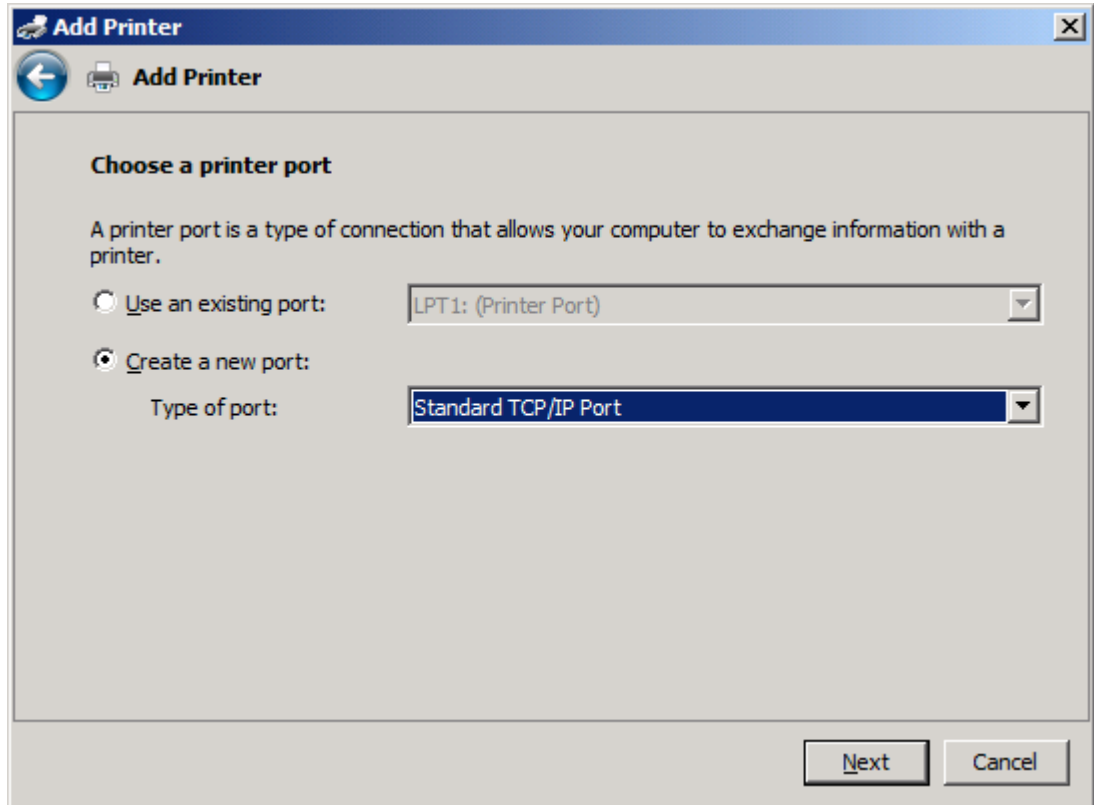 Add Printer
Add Printer
Choose a printer port
A printer port is a type of connection that allows your computer to exchange information with a
printer.
Use an existing port: LPT1: (Printer Port)
Create a new port:
Type of port: Standard TCP/IP Port
Next Cancel